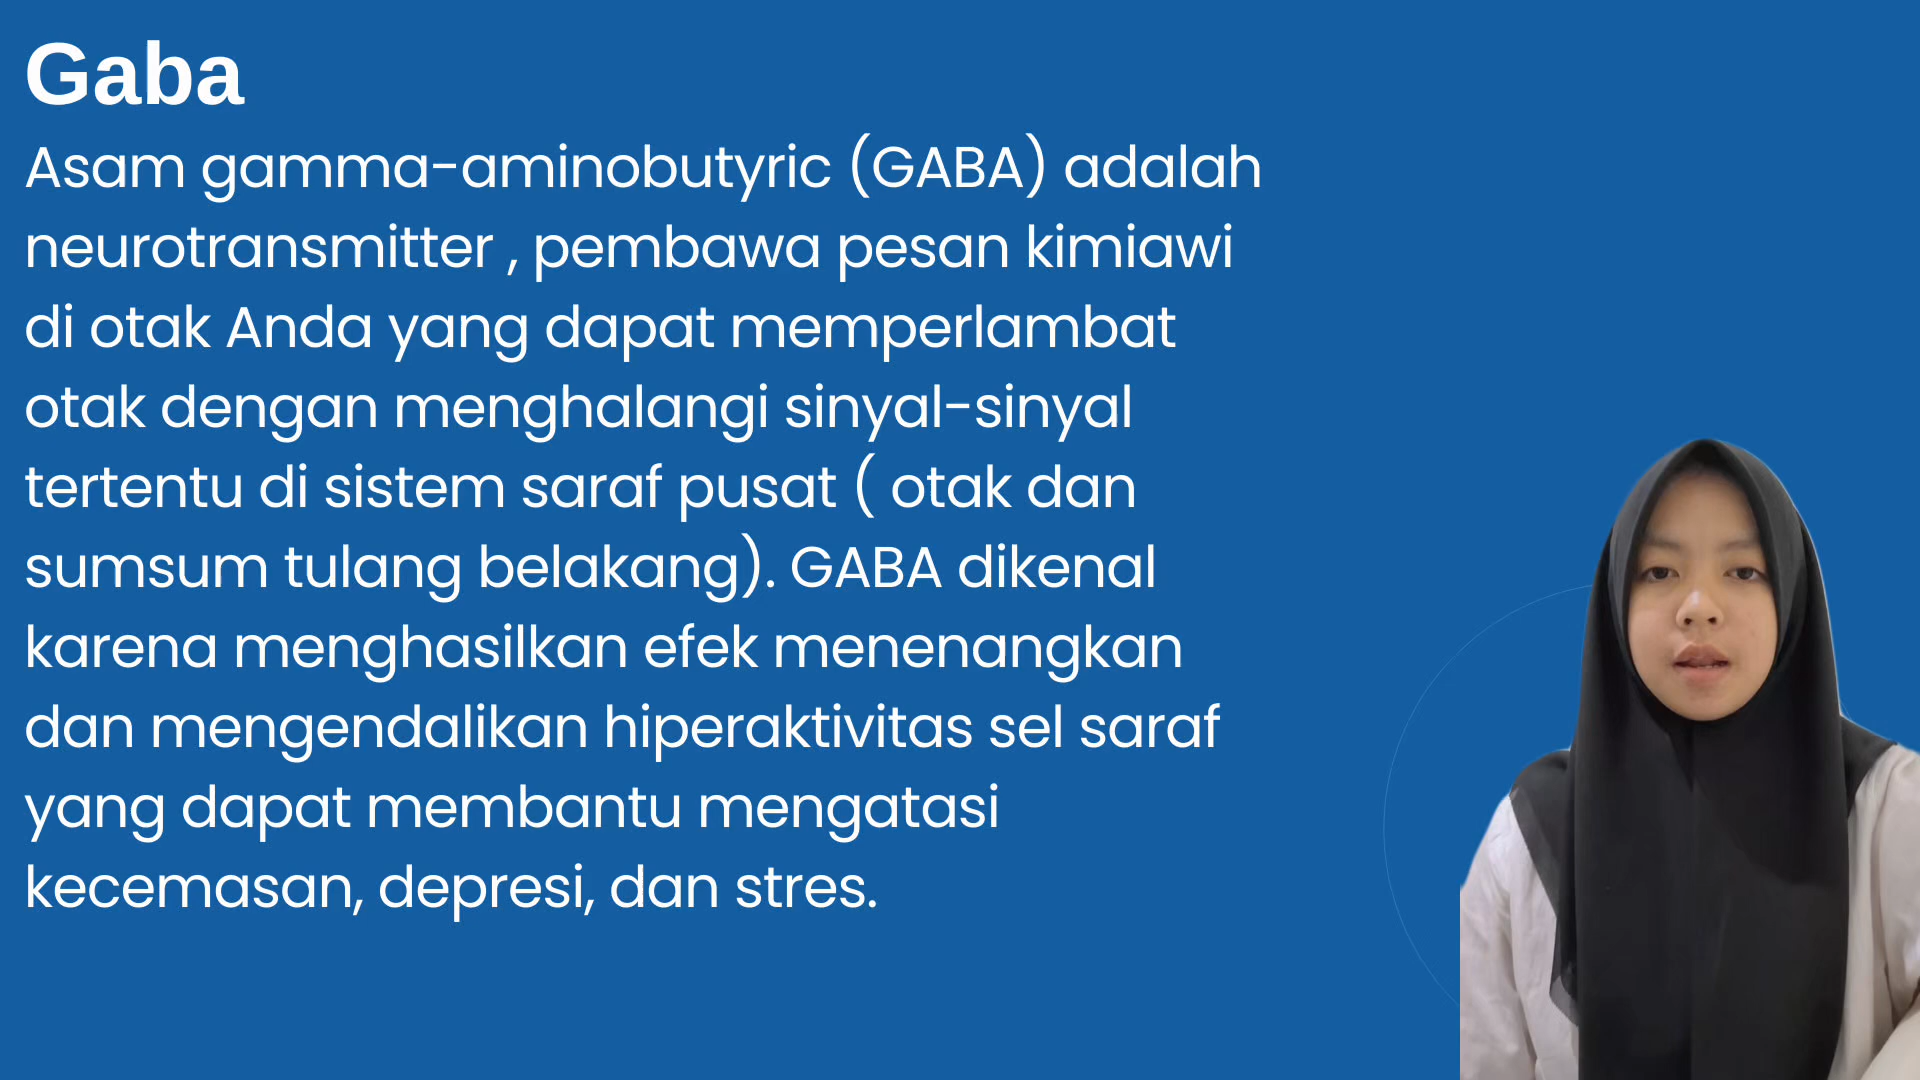 Gaba
Asam gamma-aminobutyric (GABA) adalah
neurotransmitter , pembawa pesan kimiawi
di otak Anda yang dapat memperlambat
otak dengan menghalangi sinyal-sinyal
tertentu di sistem saraf pusat ( otak dan
sumsum tulang belakang). GABA dikenal
karena menghasilkan efek menenangkan
dan mengendalikan hiperaktivitas sel saraf
yang dapat membantu mengatasi
kecemasan, depresi, dan stres.